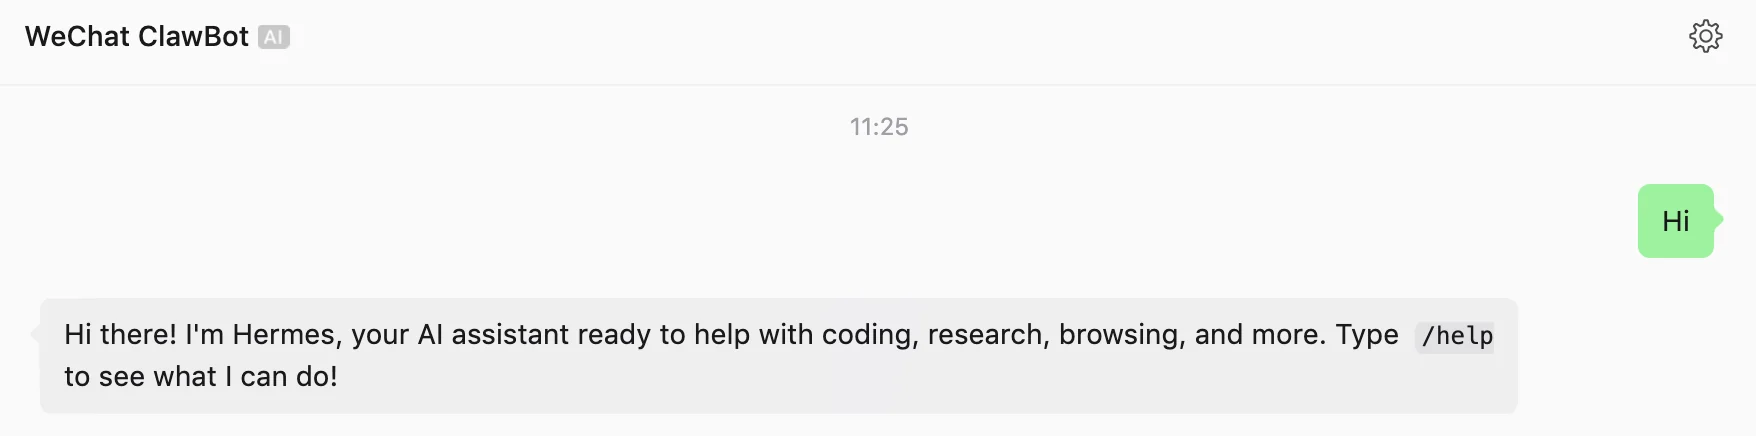 WeChat ClawBot AI
11:25
Hi
Hi there! I'm Hermes, your AI assistant ready to help with coding, research, browsing, and more. Type /help
to see what I can do!